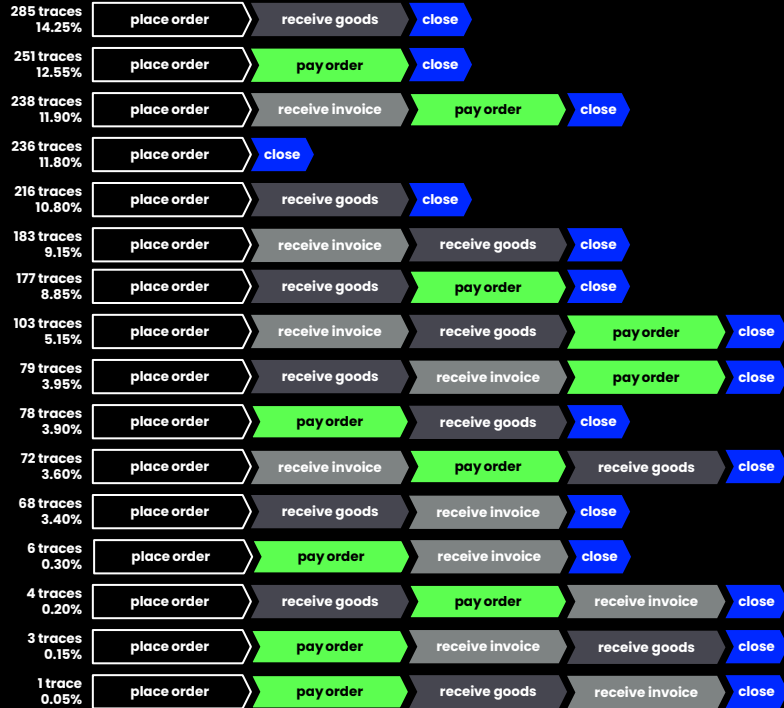 285 traces
14.25%
place order receive goods close
251 traces
12.55%
place order pay order close
238 traces
11.90%
place order receive invoice pay order close
236 traces
11.80%
place order close
216 traces
10.80%
place order receive goods close
183 traces
9.15%
place order receive invoice receive goods close
177 traces
8.85%
place order receive goods pay order close
103 traces
5.15%
place order receive invoice receive goods pay order close
79 traces
3.95%
place order receive goods receive invoice pay order close
78 traces
3.90%
place order pay order receive goods close
72 traces
3.60%
place order receive invoice pay order receive goods close
68 traces
3.40%
place order receive goods receive invoice close
6 traces
0.30%
place order pay order receive invoice close
4 traces
0.20%
place order receive goods pay order receive invoice close
3 traces
0.15%
place order pay order receive invoice receive goods close
1 trace
0.05%
place order pay order receive goods receive invoice close